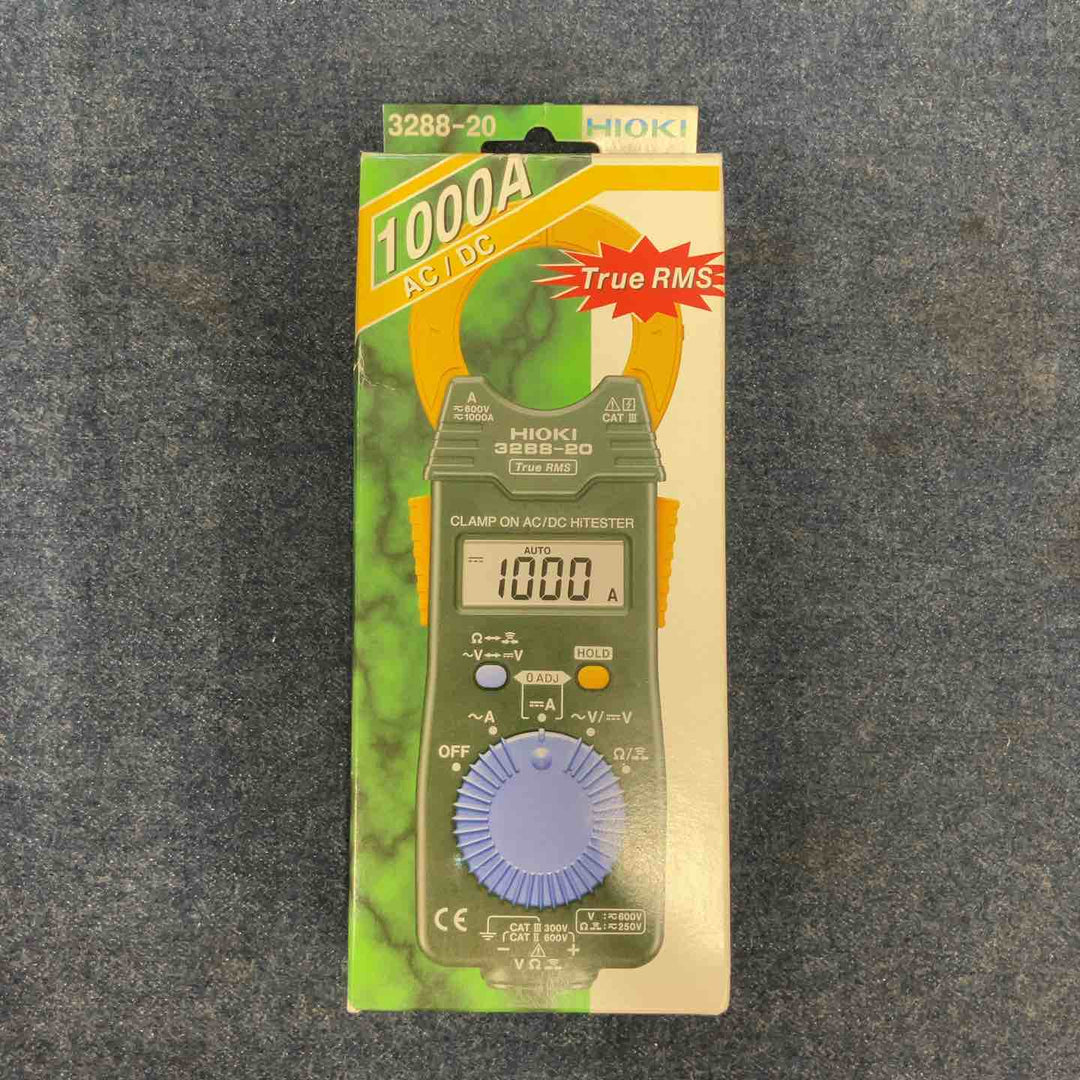 3288-20 HIOKI
1000A
AC / DC
True RMS
A
≂600V
≂1000A
CAT Ⅲ
HIOKI
3288-20
True RMS
CLAMP ON AC/DC HiTESTER
AUTO
1000 A
Ω↔
~V↔⎓V
HOLD
0 ADJ
⎓A
~A
~V/⎓V
OFF
Ω/
CE
CAT Ⅲ 300V
CAT Ⅱ 600V
V :≂600V
Ω :≂250V
− +
V Ω